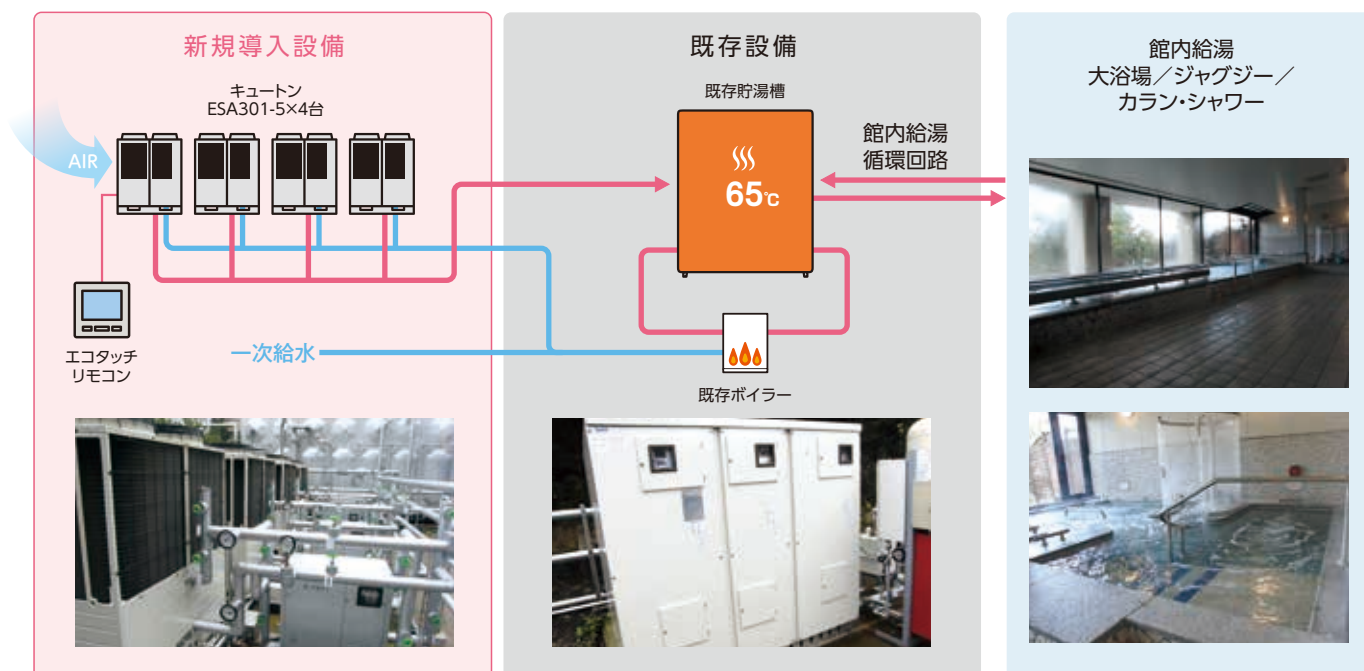 新規導入設備
キュートン
ESA301-5×4台
AIR
エコタッチ
リモコン
一次給水
既存設備
既存貯湯槽
65℃
館内給湯
循環回路
既存ボイラー
館内給湯
大浴場／ジャグジー／
カラン・シャワー